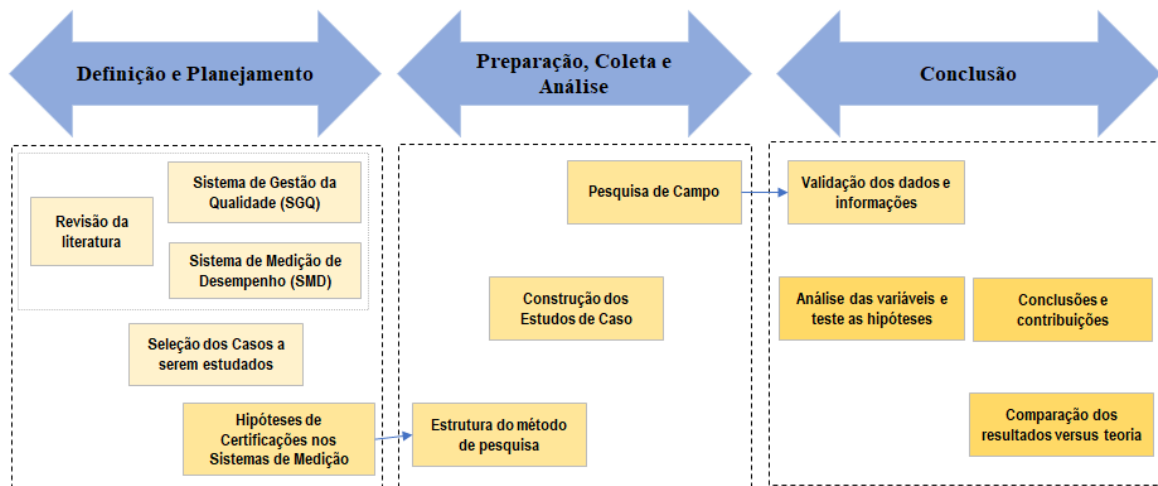 Definição e Planejamento
Preparação, Coleta e
Análise
Conclusão
Revisão da
literatura
Sistema de Gestão da
Qualidade (SGQ)
Sistema de Medição de
Desempenho (SMD)
Seleção dos Casos a
serem estudados
Hipóteses de
Certificações nos
Sistemas de Medição
Pesquisa de Campo
Construção dos
Estudos de Caso
Estrutura do método
de pesquisa
Validação dos dados e
informações
Análise das variáveis e
teste as hipóteses
Conclusões e
contribuições
Comparação dos
resultados versus teoria